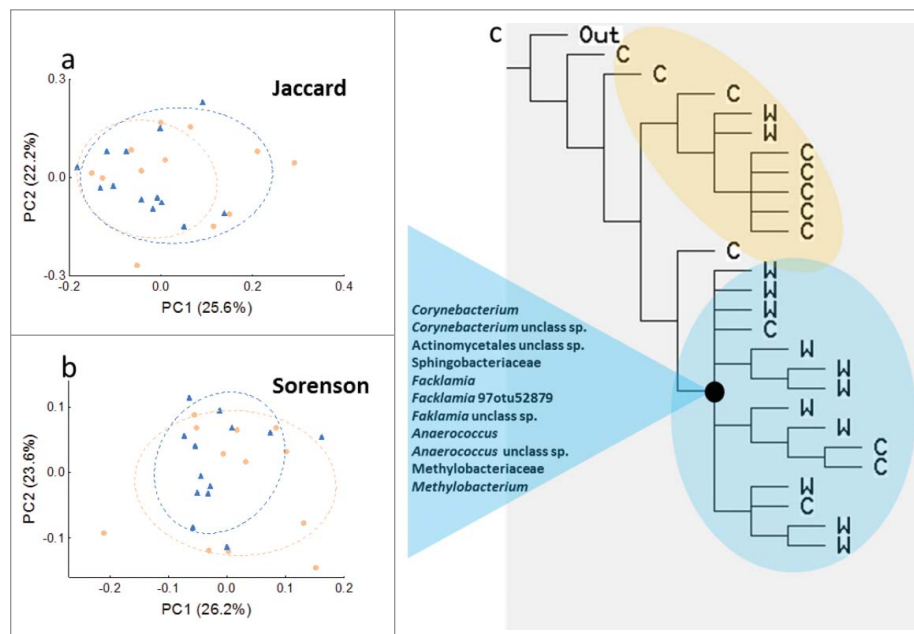 a
Jaccard
0.3
0.0
-0.3
-0.2
0.0
0.2
0.4
PC2 (22.2%)
PC1 (25.6%)
b
Sorenson
0.1
0.0
-0.1
-0.2
-0.1
0.0
0.1
0.2
PC2 (23.6%)
PC1 (26.2%)
c
Out
C
C
C
W
W
C
C
C
C
C
C
W
W
W
C
W
W
W
W
W
C
C
W
C
W
W
Corynebacterium
Corynebacterium unclass sp.
Actinomycetales unclass sp.
Sphingobacteriaceae
Facklamia
Facklamia 97otu52879
Faklamia unclass sp.
Anaerococcus
Anaerococcus unclass sp.
Methylobacteriaceae
Methylobacterium